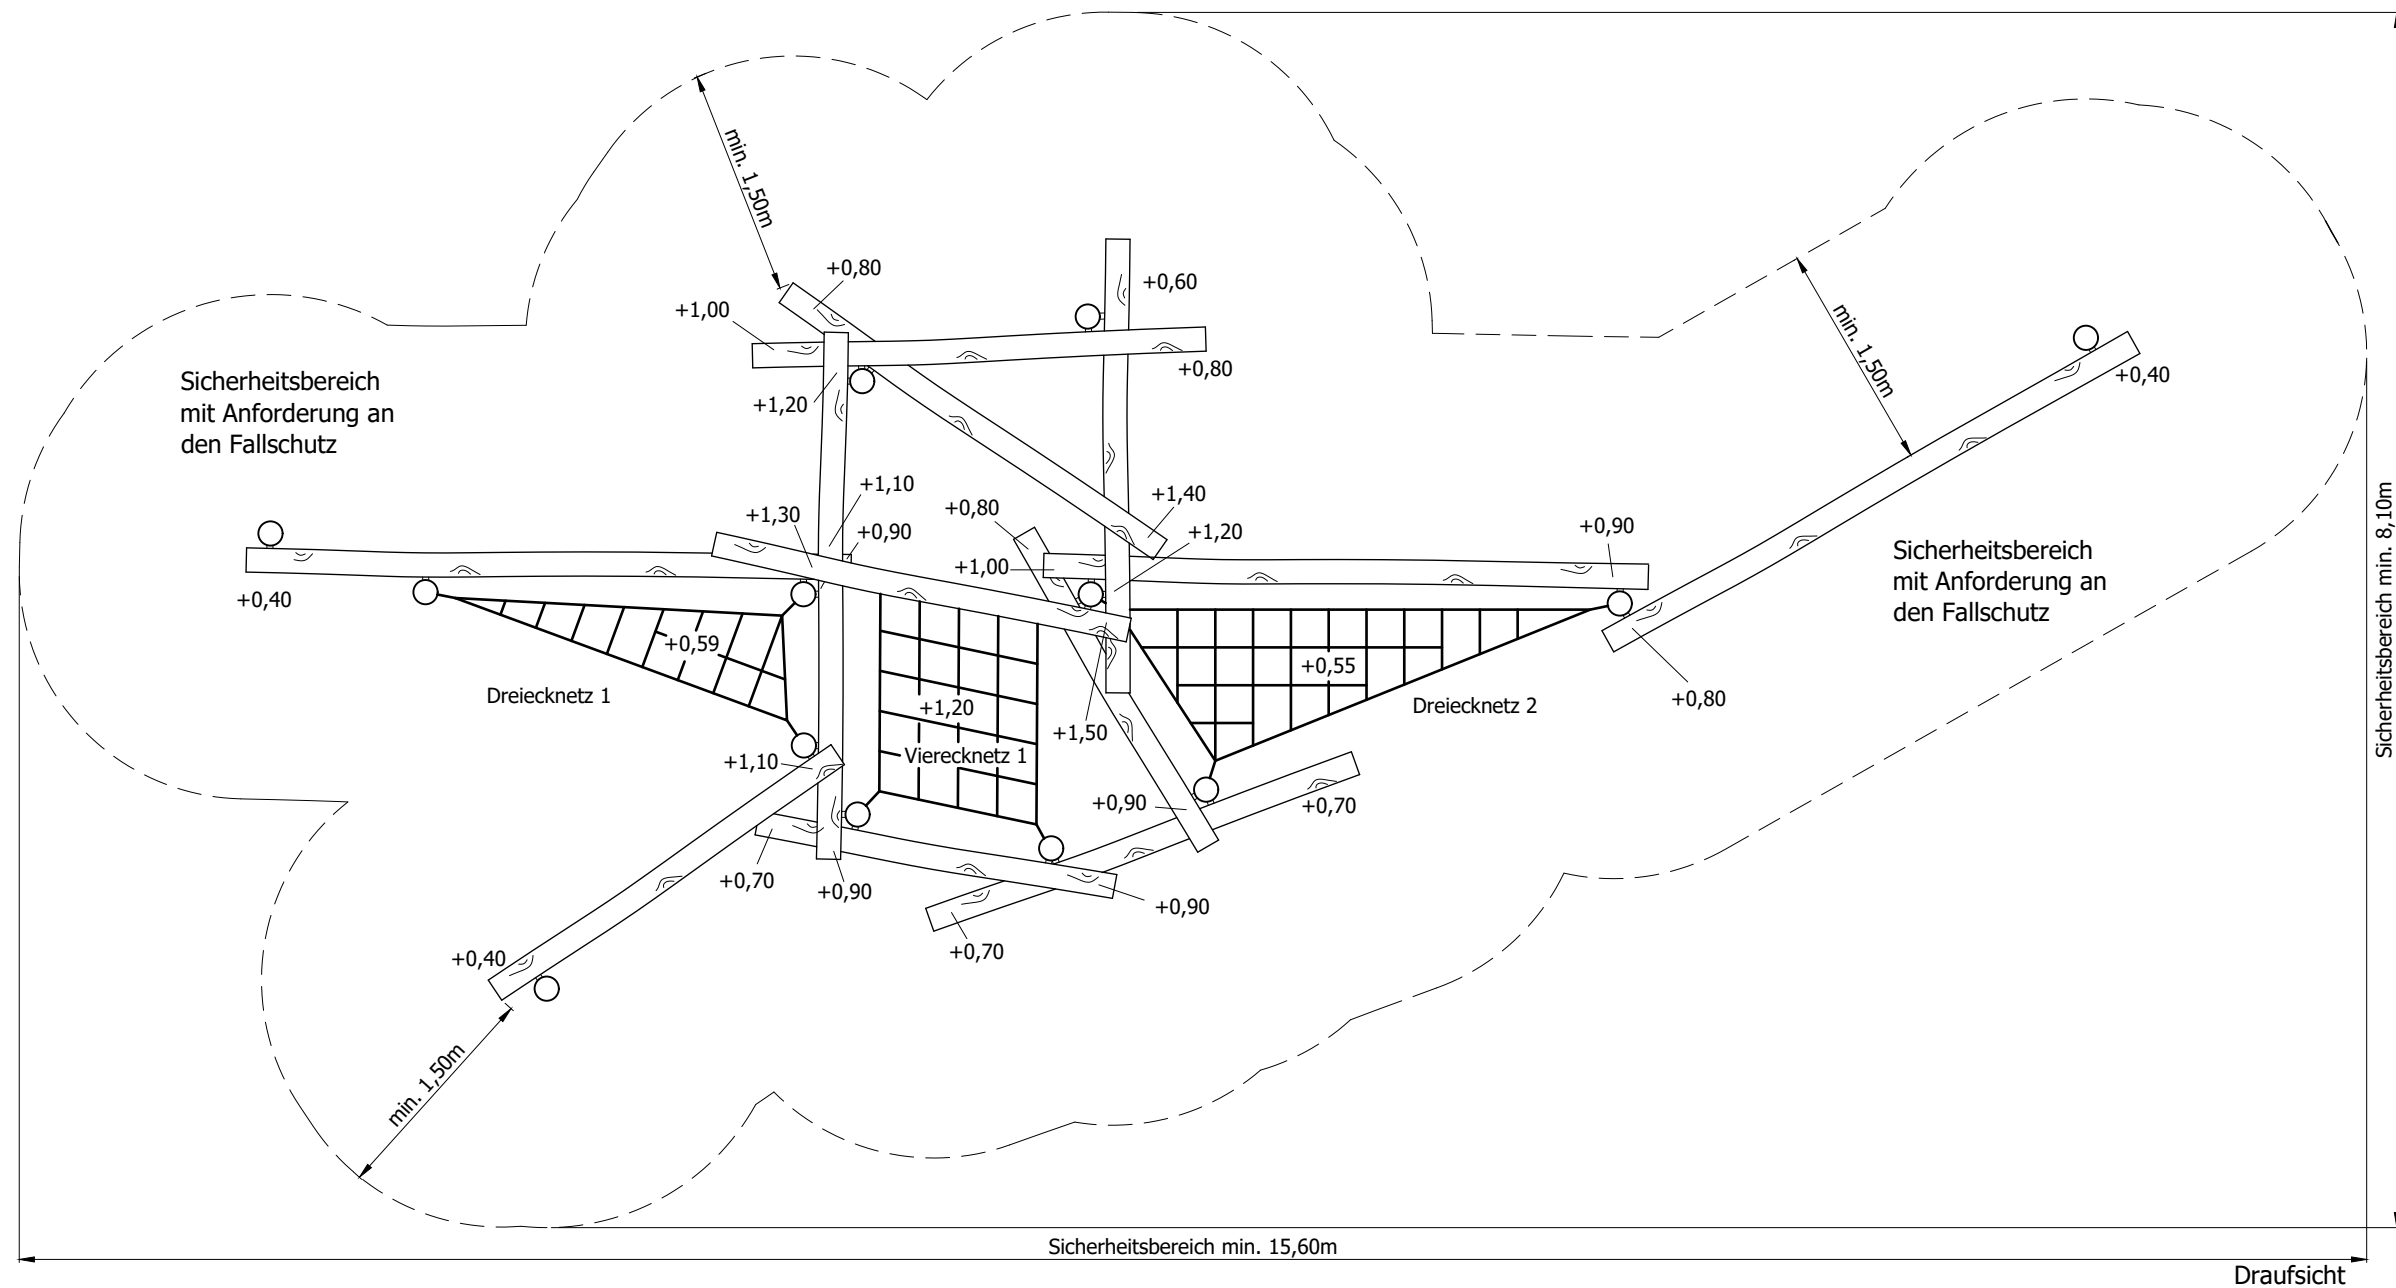 min. 1,50m
+0,80
+0,60
+1,00
+0,80
+1,20
min. 1,50m
+0,40
Sicherheitsbereich
mit Anforderung an
den Fallschutz
+1,10
+1,30
+0,90
+0,80
+1,40
+1,20
+1,00
+0,90
Sicherheitsbereich
mit Anforderung an
den Fallschutz
Sicherheitsbereich min. 8,10m
+0,40
+0,59
+0,55
Dreiecknetz 1
+1,20
Dreiecknetz 2
+0,80
+1,50
Vierecknetz 1
+1,10
+0,90
+0,70
+0,70
+0,90
+0,90
+0,70
+0,40
min. 1,50m
Sicherheitsbereich min. 15,60m
Draufsicht